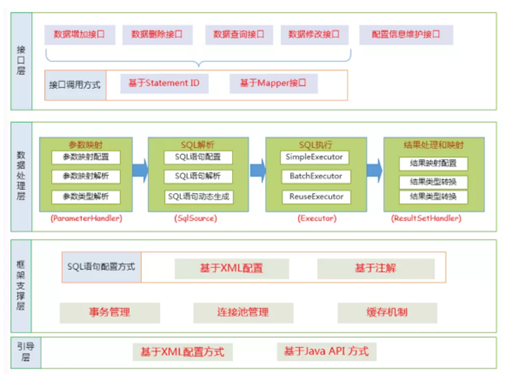 接口层
数据增加接口
数据删除接口
数据查询接口
数据修改接口
配置信息维护接口
接口调用方式
基于Statement ID
基于Mapper接口
数据处理层
参数映射
参数映射配置
参数映射解析
参数类型解析
(ParameterHandler)
SQL解析
SQL语句配置
SQL语句解析
SQL语句动态生成
(SqlSource)
SQL执行
SimpleExecutor
BatchExecutor
ReuseExecutor
(Executor)
结果处理和映射
结果映射配置
结果类型转换
结果类型转换
(ResultSetHandler)
框架支撑层
SQL语句配置方式
基于XML配置
基于注解
事务管理
连接池管理
缓存机制
引导层
基于XML配置方式
基于Java API 方式